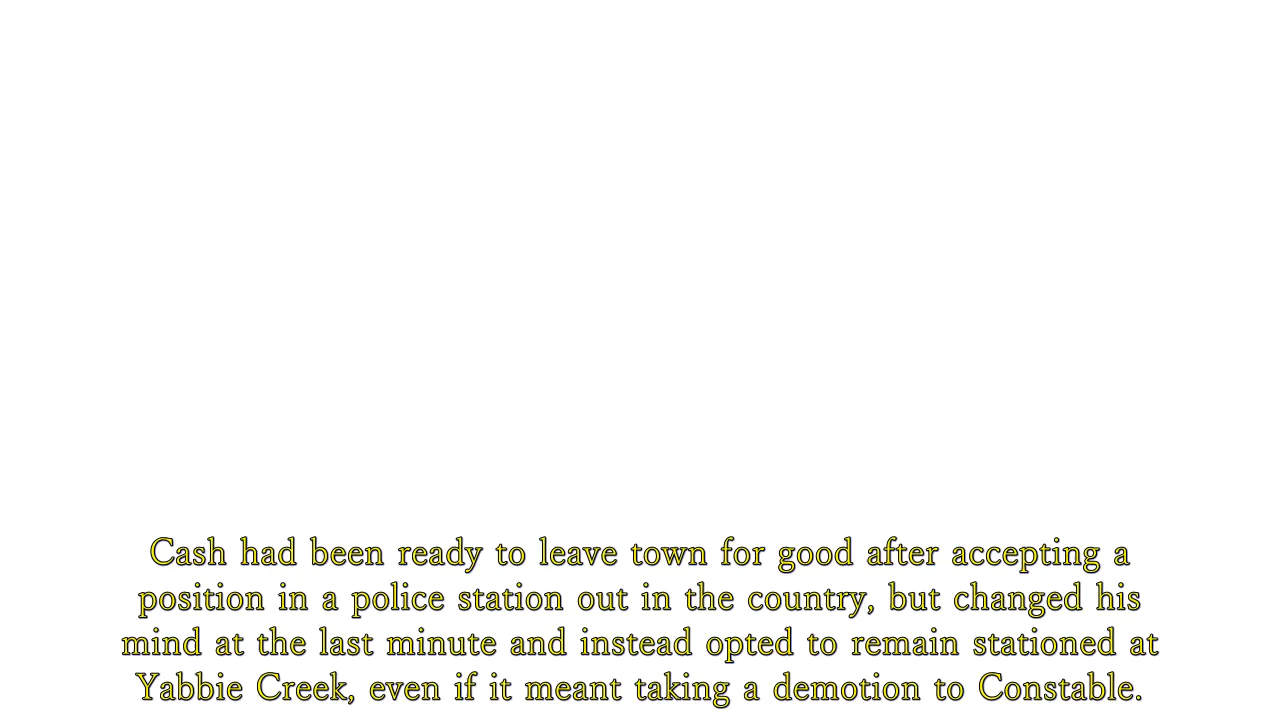 Cash had been ready to leave town for good after accepting a
position in a police station out in the country, but changed his
mind at the last minute and instead opted to remain stationed at
Yabbie Creek, even if it meant taking a demotion to Constable.